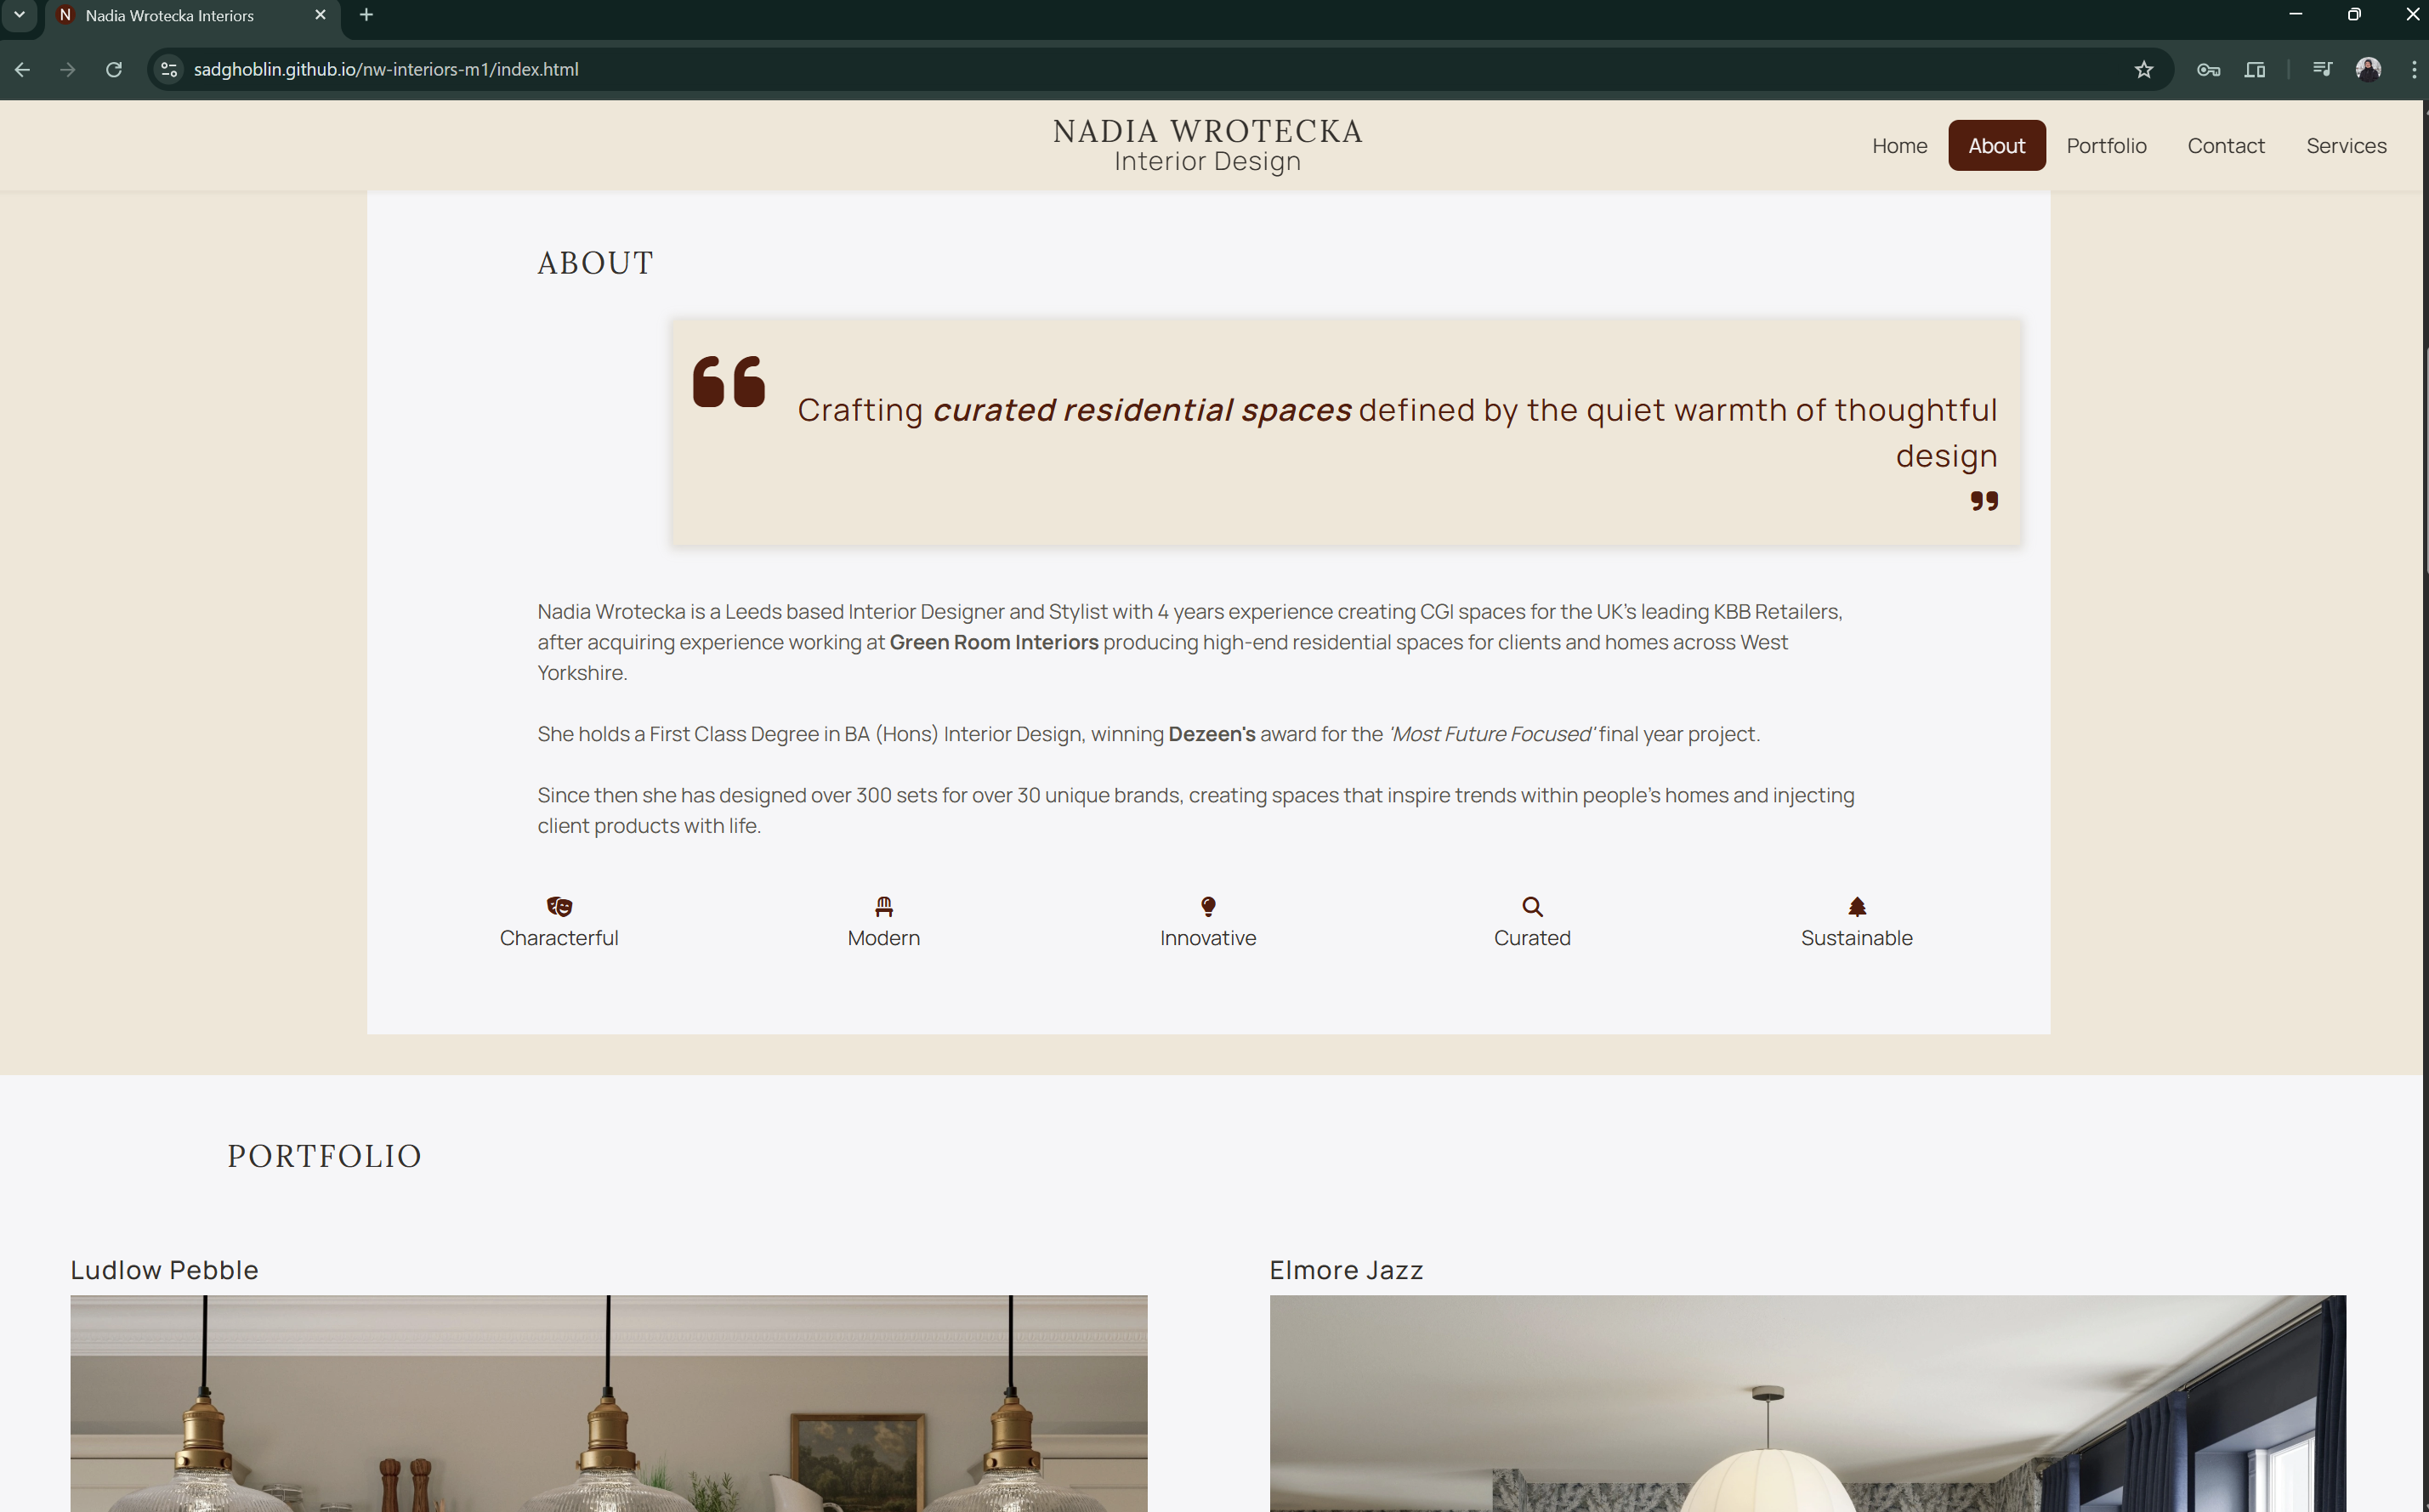 N Nadia Wrotecka Interiors
sadghoblin.github.io/nw-interiors-m1/index.html
NADIA WROTECKA
Interior Design
Home About Portfolio Contact Services
ABOUT
“ Crafting curated residential spaces defined by the quiet warmth of thoughtful
design
”
Nadia Wrotecka is a Leeds based Interior Designer and Stylist with 4 years experience creating CGI spaces for the UK's leading KBB Retailers,
after acquiring experience working at Green Room Interiors producing high-end residential spaces for clients and homes across West
Yorkshire.
She holds a First Class Degree in BA (Hons) Interior Design, winning Dezeen's award for the 'Most Future Focused' final year project.
Since then she has designed over 300 sets for over 30 unique brands, creating spaces that inspire trends within people's homes and injecting
client products with life.
Characterful Modern Innovative Curated Sustainable
PORTFOLIO
Ludlow Pebble
Elmore Jazz